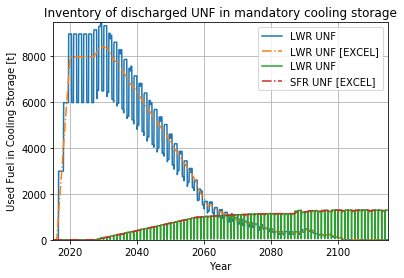 Inventory of discharged UNF in mandatory cooling storage
Used Fuel in Cooling Storage [t]
8000
6000
4000
2000
0
LWR UNF
LWR UNF [EXCEL]
LWR UNF
SFR UNF [EXCEL]
2020 2040 2060 2080 2100
Year